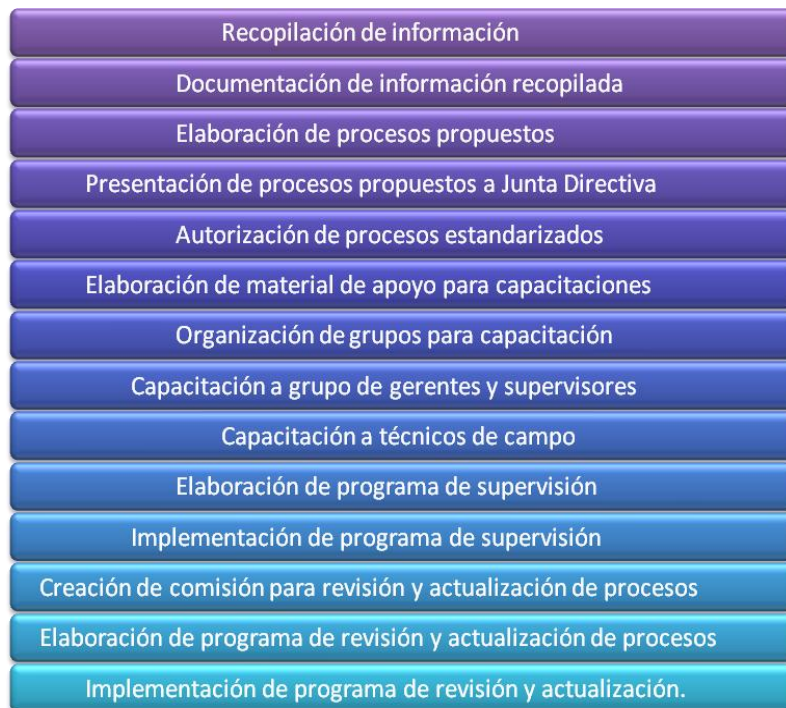 Recopilación de información
Documentación de información recopilada
Elaboración de procesos propuestos
Presentación de procesos propuestos a Junta Directiva
Autorización de procesos estandarizados
Elaboración de material de apoyo para capacitaciones
Organización de grupos para capacitación
Capacitación a grupo de gerentes y supervisores
Capacitación a técnicos de campo
Elaboración de programa de supervisión
Implementación de programa de supervisión
Creación de comisión para revisión y actualización de procesos
Elaboración de programa de revisión y actualización de procesos
Implementación de programa de revisión y actualización.